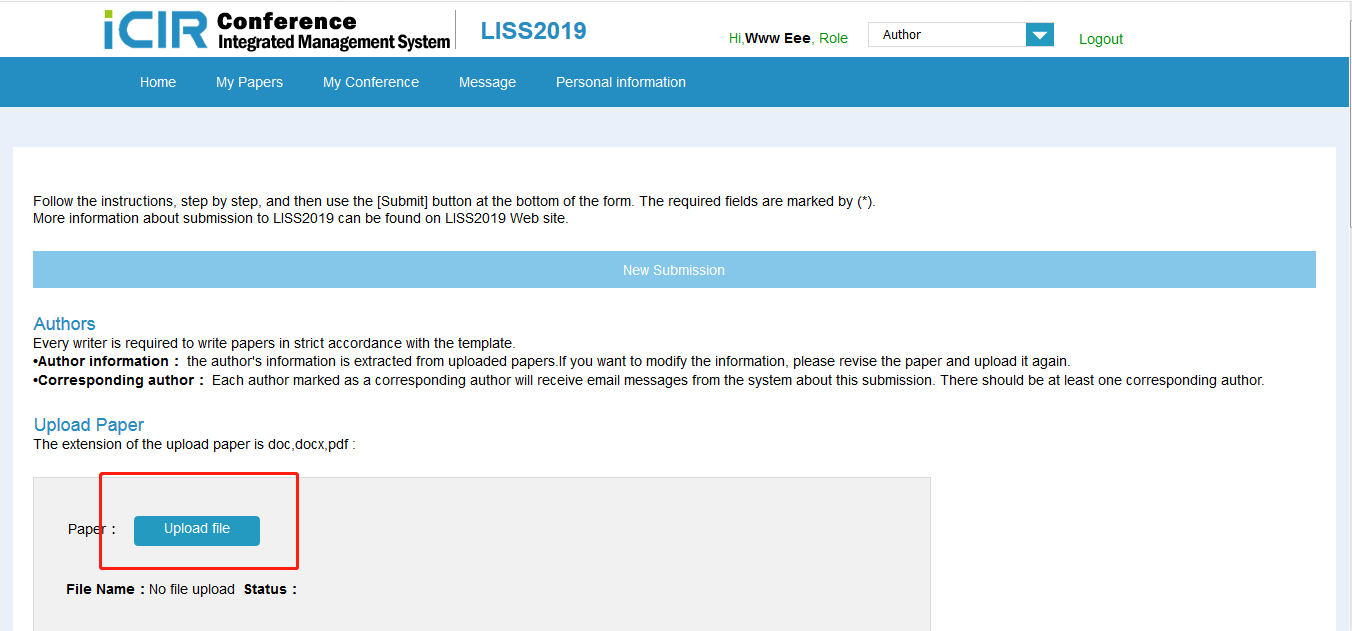 iCIR Conference
Integrated Management System
LISS2019
Hi,Www Eee, Role
Author
Logout
Home
My Papers
My Conference
Message
Personal information
Follow the instructions, step by step, and then use the [Submit] button at the bottom of the form. The required fields are marked by (*).
More information about submission to LISS2019 can be found on LISS2019 Web site.
New Submission
Authors
Every writer is required to write papers in strict accordance with the template.
•Author information： the author's information is extracted from uploaded papers.If you want to modify the information, please revise the paper and upload it again.
•Corresponding author： Each author marked as a corresponding author will receive email messages from the system about this submission. There should be at least one corresponding author.
Upload Paper
The extension of the upload paper is doc,docx,pdf :
Paper： Upload file
File Name：No file upload Status：